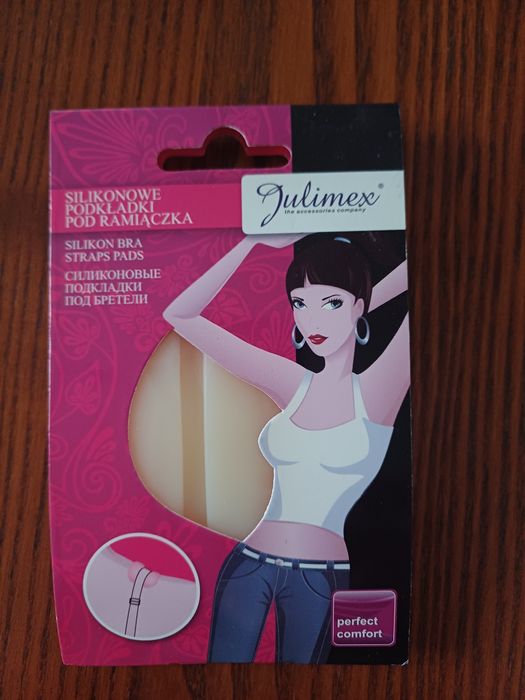 SILIKONOWE
PODKŁADKI
POD RAMIĄCZKA
SILIKON BRA
STRAPS PADS
СИЛИКОНОВЫЕ
ПОДКЛАДКИ
ПОД БРЕТЕЛИ
Julimex®
the accessories company
perfect
comfort